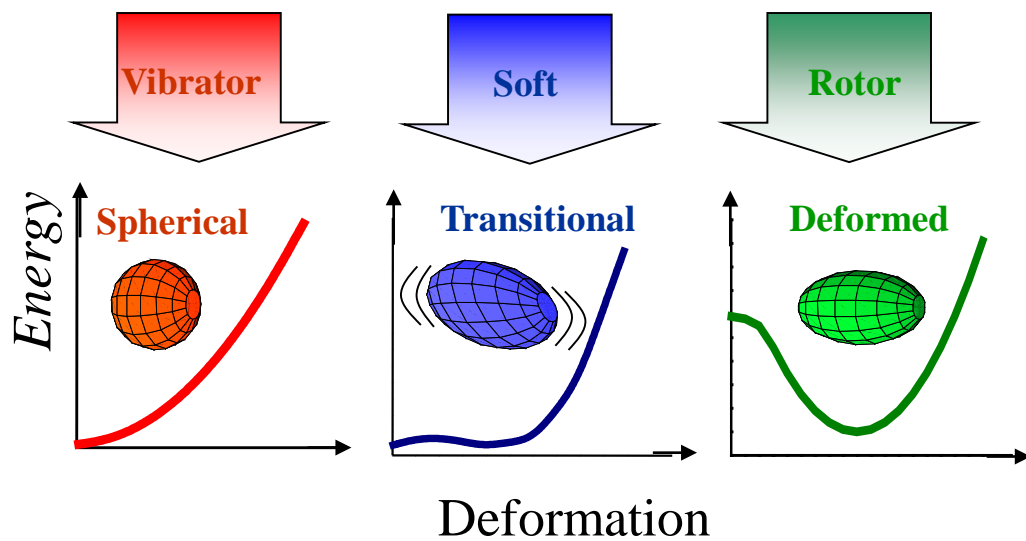 Vibrator
Soft
Rotor
Spherical
Transitional
Deformed
Energy
Deformation